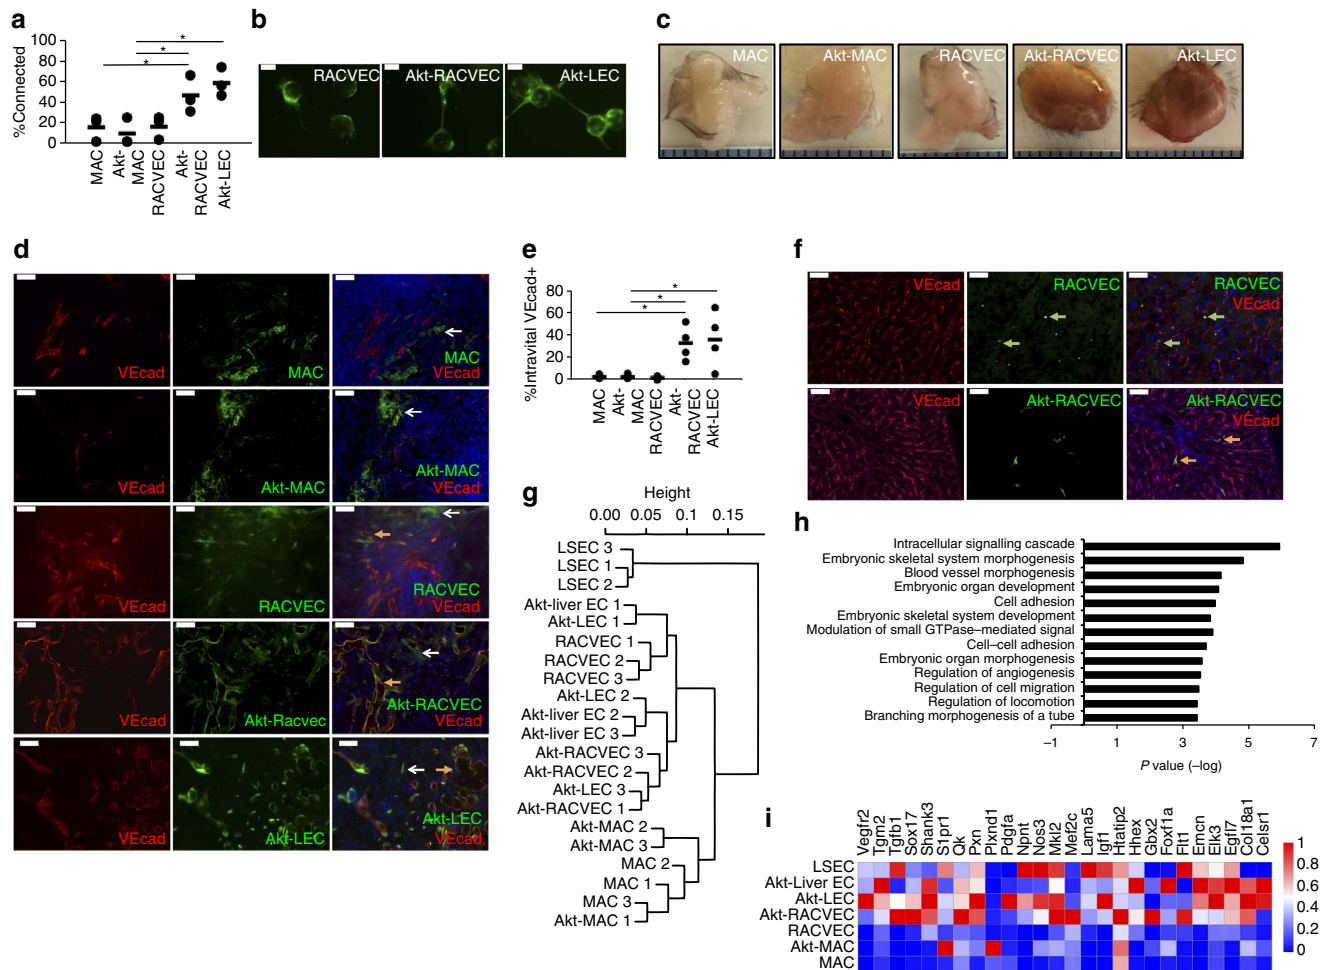 a
100
80
60
40
20
0
%Connected
MAC
Akt-
MAC
RACVEC
Akt-
RACVEC
Akt-LEC
* * *
b
RACVEC
Akt-RACVEC
Akt-LEC
c
MAC
Akt-MAC
RACVEC
Akt-RACVEC
Akt-LEC
d
VEcad
MAC
MAC
VEcad
VEcad
Akt-MAC
Akt-MAC
VEcad
VEcad
RACVEC
RACVEC
VEcad
VEcad
Akt-Racvec
Akt-RACVEC
VEcad
VEcad
Akt-LEC
Akt-LEC
VEcad
e
80
60
40
20
0
%Intravital VEcad+
* * *
MAC
Akt-
MAC
RACVEC
Akt-
RACVEC
Akt-LEC
f
VEcad
RACVEC
RACVEC
VEcad
VEcad
Akt-RACVEC
Akt-RACVEC
VEcad
g
Height
0.00 0.05 0.1 0.15
LSEC 3
LSEC 1
LSEC 2
Akt-liver EC 1
Akt-LEC 1
RACVEC 1
RACVEC 2
RACVEC 3
Akt-LEC 2
Akt-liver EC 2
Akt-liver EC 3
Akt-RACVEC 3
Akt-RACVEC 2
Akt-LEC 3
Akt-RACVEC 1
Akt-MAC 2
Akt-MAC 3
MAC 2
MAC 1
MAC 3
Akt-MAC 1
h
Intracellular signalling cascade
Embryonic skeletal system morphogenesis
Blood vessel morphogenesis
Embryonic organ development
Cell adhesion
Embryonic skeletal system development
Modulation of small GTPase–mediated signal
Cell–cell adhesion
Embryonic organ morphogenesis
Regulation of angiogenesis
Regulation of cell migration
Regulation of locomotion
Branching morphogenesis of a tube
–1 1 3 5 7
P value (–log)
i
Vegfr2
Tgm2
Tgfb1
Sox17
Shank3
S1pr1
Qk
Pxn
Plxnd1
Pdgfa
Npnt
Nos3
Mkl2
Mef2c
Lama5
Igf1
Htatip2
Hhex
Gbx2
Foxf1a
Flt1
Emcn
Elk3
Egfl7
Col18a1
Celsr1
LSEC
Akt-Liver EC
Akt-LEC
Akt-RACVEC
RACVEC
Akt-MAC
MAC
1
0.8
0.6
0.4
0.2
0